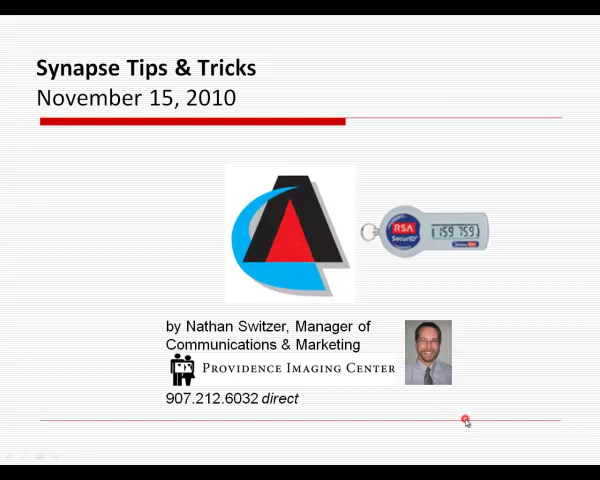 Synapse Tips & Tricks
November 15, 2010
RSA
SecurID
159 759
by Nathan Switzer, Manager of
Communications & Marketing
PROVIDENCE IMAGING CENTER
907.212.6032 direct